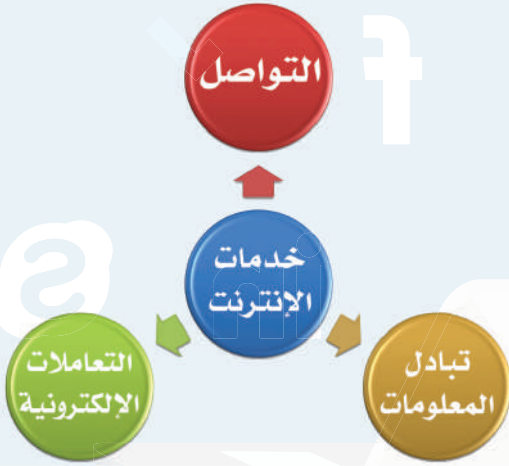 التواصل
خدمات
الإنترنت
تبادل
المعلومات
التعاملات
الإلكترونية